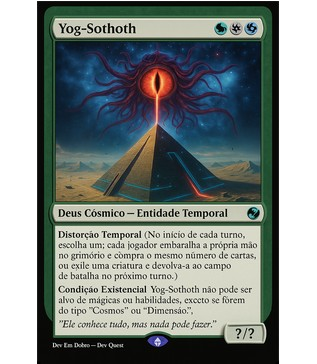 Yog-Sothoth
Deus Cósmico — Entidade Temporal
Distorção Temporal (No início de cada turno,
escolha um; cada jogador embaralha a própria mão
no grimório e compra o mesmo número de cartas,
ou exile uma criatura e devolva-a ao campo
de batalha no próximo turno.)
Condição Existencial Yog-Sothoth não pode ser
alvo de mágicas ou habilidades, exceto se forem
do tipo "Cosmos" ou “Dimensão.”,
"Ele conhece tudo, mas nada pode fazer."
?/?
Dev Em Dobro — Dev Quest